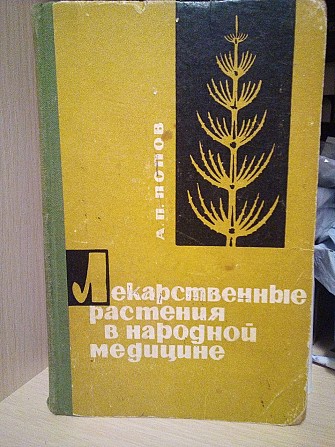 А.П. ПОПОВ
Лекарственные
растения
в народной
медицине